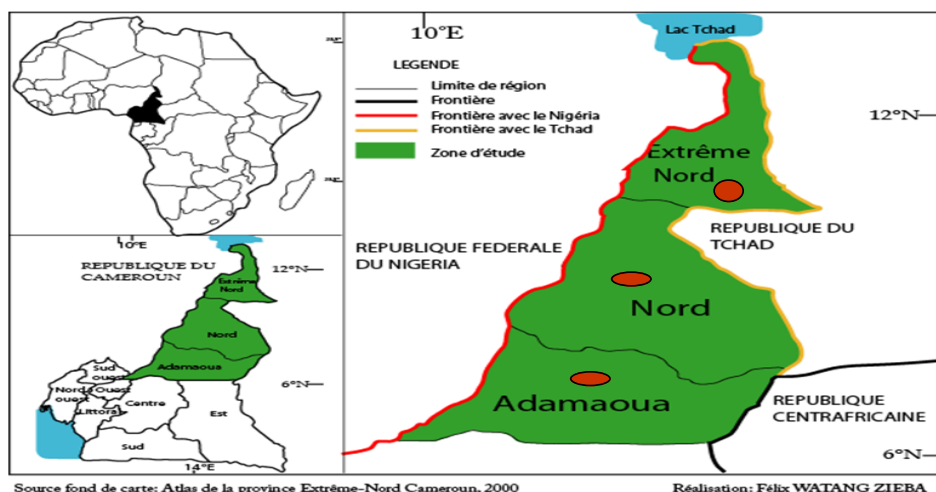 10°E
Lac Tchad
LEGENDE
Limite de région
Frontière
Frontière avec le Nigéria
Frontière avec le Tchad
Zone d'étude
12°N
Extrême
Nord
REPUBLIQUE DU
TCHAD
REPUBLIQUE FEDERALE
DU NIGERIA
Nord
Adamaoua
REPUBLIQUE
CENTRAFRICAINE
6°N
10°E
REPUBLIQUE DU
CAMEROUN
12°N
Extrême
Nord
Nord
Adamaoua
6°N
Sud
ouest
Nord
ouest
Ouest
Littoral
Centre
Est
Sud
14°E
Source fond de carte: Atlas de la province Extrême-Nord Cameroun, 2000
Réalisation: Félix WATANG ZIEBA